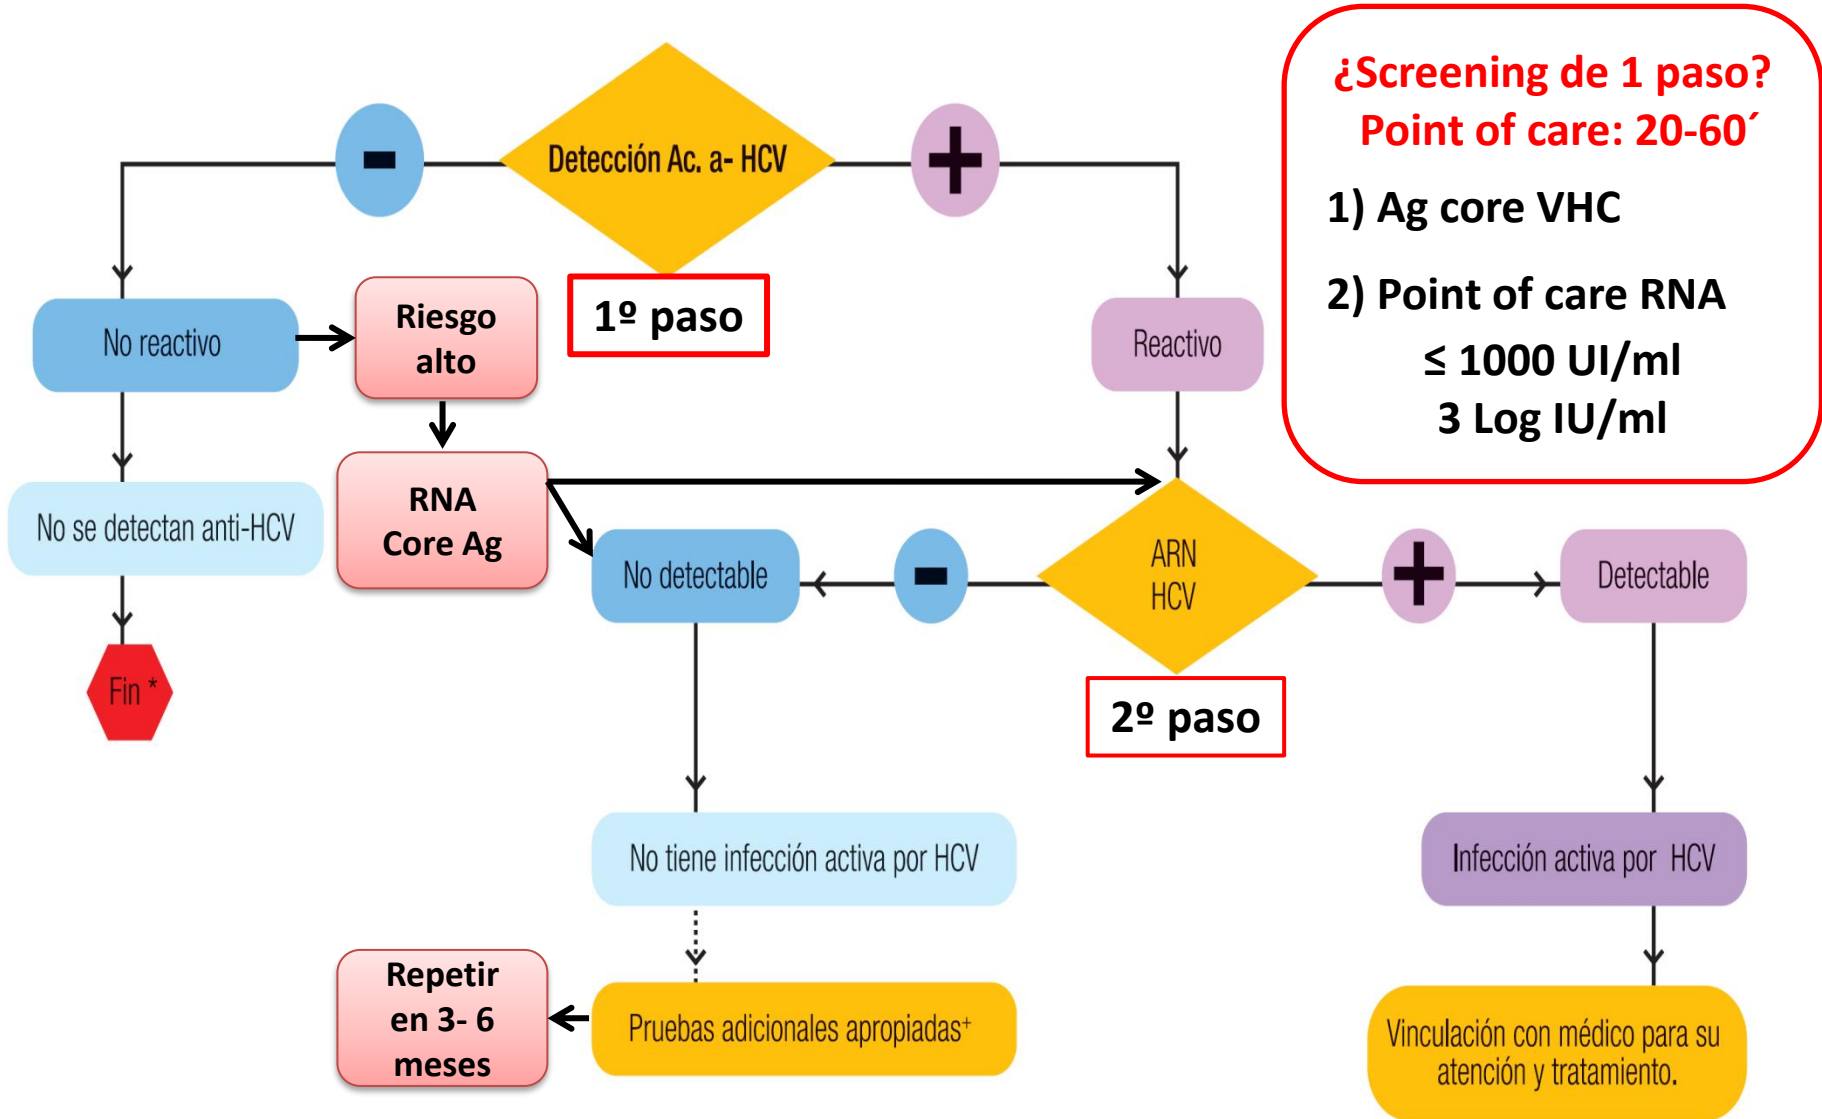 Detección Ac. a- HCV
-
+
1º paso
No reactivo
Riesgo
alto
Reactivo
No se detectan anti-HCV
RNA
Core Ag
Fin *
No detectable
-
ARN
HCV
+
Detectable
2º paso
No tiene infección activa por HCV
Infección activa por HCV
Repetir
en 3- 6
meses
Pruebas adicionales apropiadas+
Vinculación con médico para su
atención y tratamiento.
¿Screening de 1 paso?
Point of care: 20-60´
1) Ag core VHC
2) Point of care RNA
≤ 1000 UI/ml
3 Log IU/ml